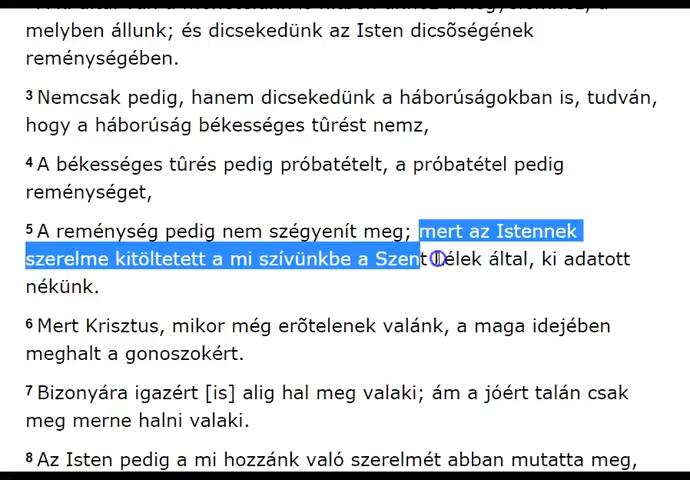 melyben állunk; és dicsekedünk az Isten dicsõségének
reménységében.
3 Nemcsak pedig, hanem dicsekedünk a háborúságokban is, tudván,
hogy a háborúság békességes tûrést nemz,
4 A békességes tûrés pedig próbatételt, a próbatétel pedig
reménységet,
5 A reménység pedig nem szégyenít meg; mert az Istennek
szerelme kitöltetett a mi szívünkbe a Szent Lélek által, ki adatott
nékünk.
6 Mert Krisztus, mikor még erõtelenek valánk, a maga idejében
meghalt a gonoszokért.
7 Bizonyára igazért [is] alig hal meg valaki; ám a jóért talán csak
meg merne halni valaki.
8 Az Isten pedig a mi hozzánk való szerelmét abban mutatta meg,